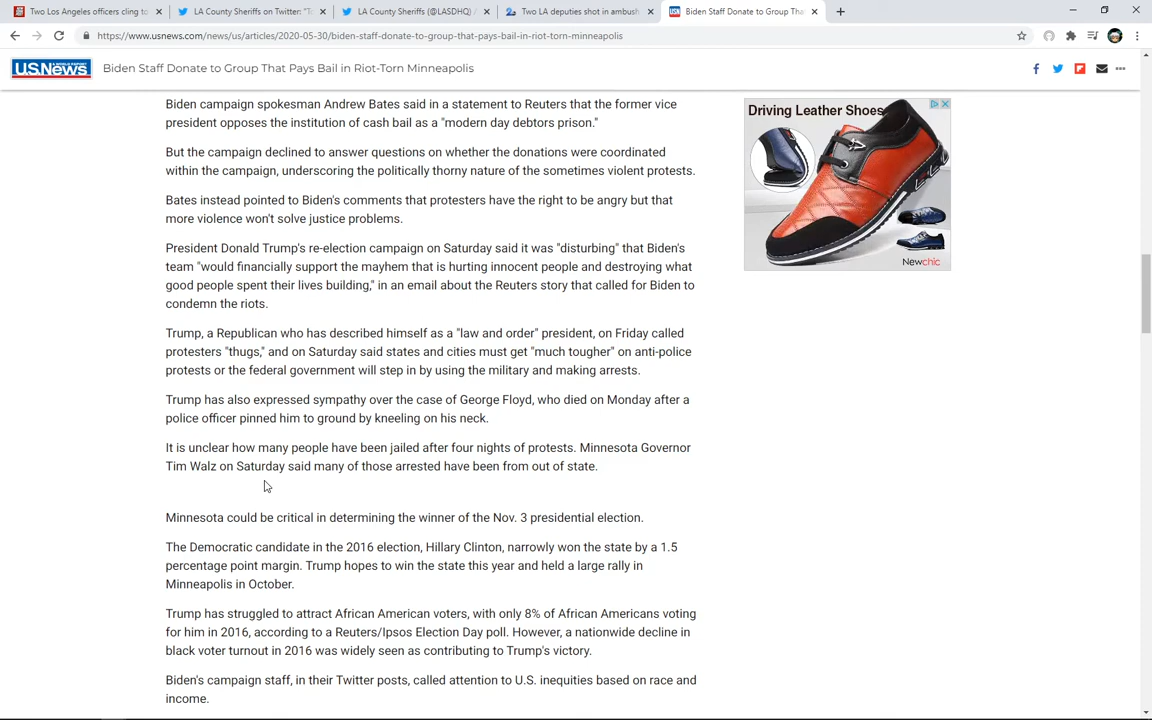 Two Los Angeles officers cling to
LA County Sheriffs on Twitter: "T
LA County Sheriffs (@LASDHQ)
Two LA deputies shot in ambush
Biden Staff Donate to Group Tha
https://www.usnews.com/news/us/articles/2020-05-30/biden-staff-donate-to-group-that-pays-bail-in-riot-torn-minneapolis
U.S.News Biden Staff Donate to Group That Pays Bail in Riot-Torn Minneapolis
Biden campaign spokesman Andrew Bates said in a statement to Reuters that the former vice
president opposes the institution of cash bail as a "modern day debtors prison."
But the campaign declined to answer questions on whether the donations were coordinated
within the campaign, underscoring the politically thorny nature of the sometimes violent protests.
Bates instead pointed to Biden's comments that protesters have the right to be angry but that
more violence won't solve justice problems.
President Donald Trump's re-election campaign on Saturday said it was "disturbing" that Biden's
team "would financially support the mayhem that is hurting innocent people and destroying what
good people spent their lives building," in an email about the Reuters story that called for Biden to
condemn the riots.
Trump, a Republican who has described himself as a "law and order" president, on Friday called
protesters "thugs," and on Saturday said states and cities must get "much tougher" on anti-police
protests or the federal government will step in by using the military and making arrests.
Trump has also expressed sympathy over the case of George Floyd, who died on Monday after a
police officer pinned him to ground by kneeling on his neck.
It is unclear how many people have been jailed after four nights of protests. Minnesota Governor
Tim Walz on Saturday said many of those arrested have been from out of state.
Minnesota could be critical in determining the winner of the Nov. 3 presidential election.
The Democratic candidate in the 2016 election, Hillary Clinton, narrowly won the state by a 1.5
percentage point margin. Trump hopes to win the state this year and held a large rally in
Minneapolis in October.
Trump has struggled to attract African American voters, with only 8% of African Americans voting
for him in 2016, according to a Reuters/Ipsos Election Day poll. However, a nationwide decline in
black voter turnout in 2016 was widely seen as contributing to Trump's victory.
Biden's campaign staff, in their Twitter posts, called attention to U.S. inequities based on race and
income.
Driving Leather Shoes
Newchic